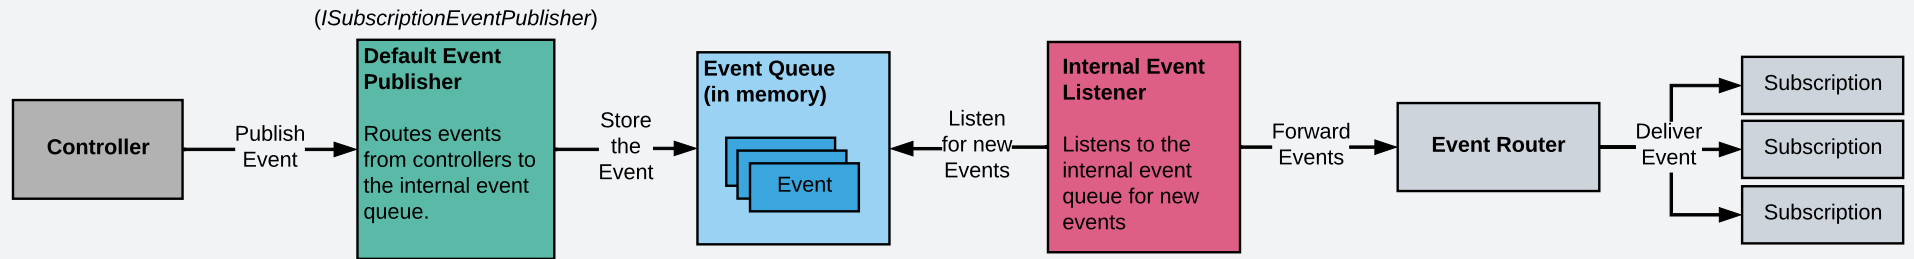 (ISubscriptionEventPublisher)
Controller
Publish
Event
Default Event
Publisher
Routes events
from controllers to
the internal event
queue.
Store
the
Event
Event Queue
(in memory)
Event
Listen
for new
Events
Internal Event
Listener
Listens to the
internal event
queue for new
events
Forward
Events
Event Router
Deliver
Event
Subscription
Subscription
Subscription